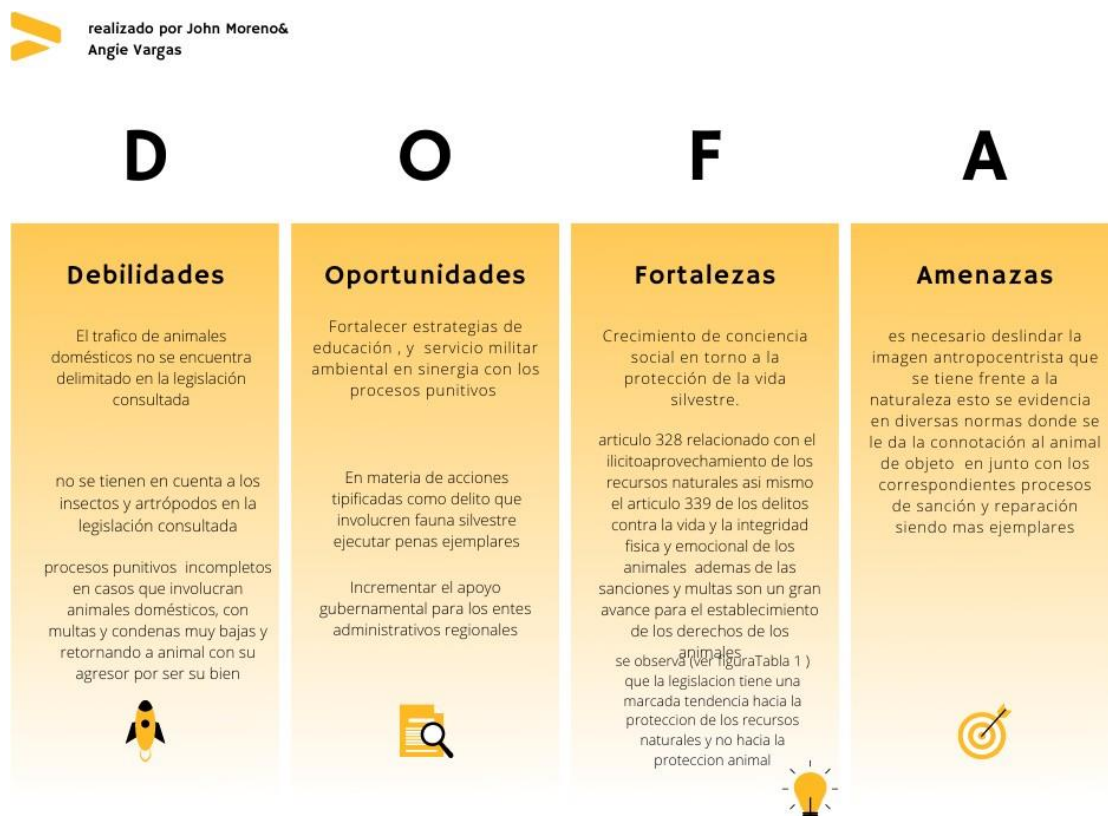 realizado por John Moreno&
Angie Vargas
D
O
F
A
Debilidades
El trafico de animales
domésticos no se encuentra
delimitado en la legislación
consultada
no se tienen en cuenta a los
insectos y artrópodos en la
legislación consultada
procesos punitivos incompletos
en casos que involucran
animales domésticos, con
multas y condenas muy bajas y
retornando a animal con su
agresor por ser su bien
Oportunidades
Fortalecer estrategias de
educación , y servicio militar
ambiental en sinergia con los
procesos punitivos
En materia de acciones
tipificadas como delito que
involucren fauna silvestre
ejecutar penas ejemplares
Incrementar el apoyo
gubernamental para los entes
administrativos regionales
Fortalezas
Crecimiento de conciencia
social en torno a la
protección de la vida
silvestre.
articulo 328 relacionado con el
ilicitoaprovechamiento de los
recursos naturales asi mismo
el articulo 339 de los delitos
contra la vida y la integridad
fisica y emocional de los
animales ademas de las
sanciones y multas son un gran
avance para el establecimiento
de los derechos de los
animales
se observa (ver figuraTabla 1 )
que la legislacion tiene una
marcada tendencia hacia la
proteccion de los recursos
naturales y no hacia la
proteccion animal
Amenazas
es necesario deslindar la
imagen antropocentrista que
se tiene frente a la
naturaleza esto se evidencia
en diversas normas donde se
le da la connotación al animal
de objeto en junto con los
correspondientes procesos
de sanción y reparación
siendo mas ejemplares